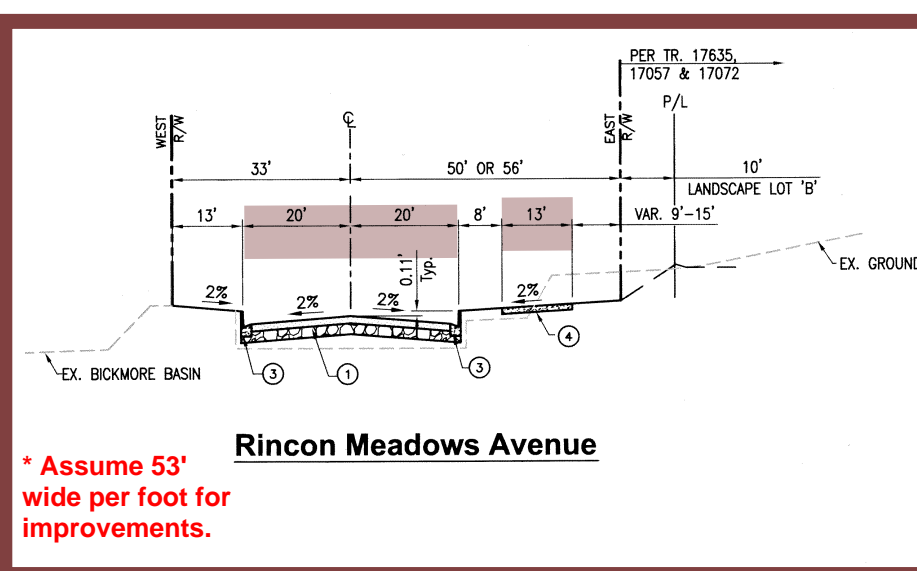 PER TR. 17635,
17057 & 17072
P/L
WEST
R/W
℄
EAST
R/W
33'
50' OR 56'
10'
LANDSCAPE LOT 'B'
13'
20'
20'
8'
13'
VAR. 9'-15'
0.11'
Typ.
EX. GROUND
2%
2%
2%
2%
4
EX. BICKMORE BASIN
3
1
3
Rincon Meadows Avenue
* Assume 53'
wide per foot for
improvements.